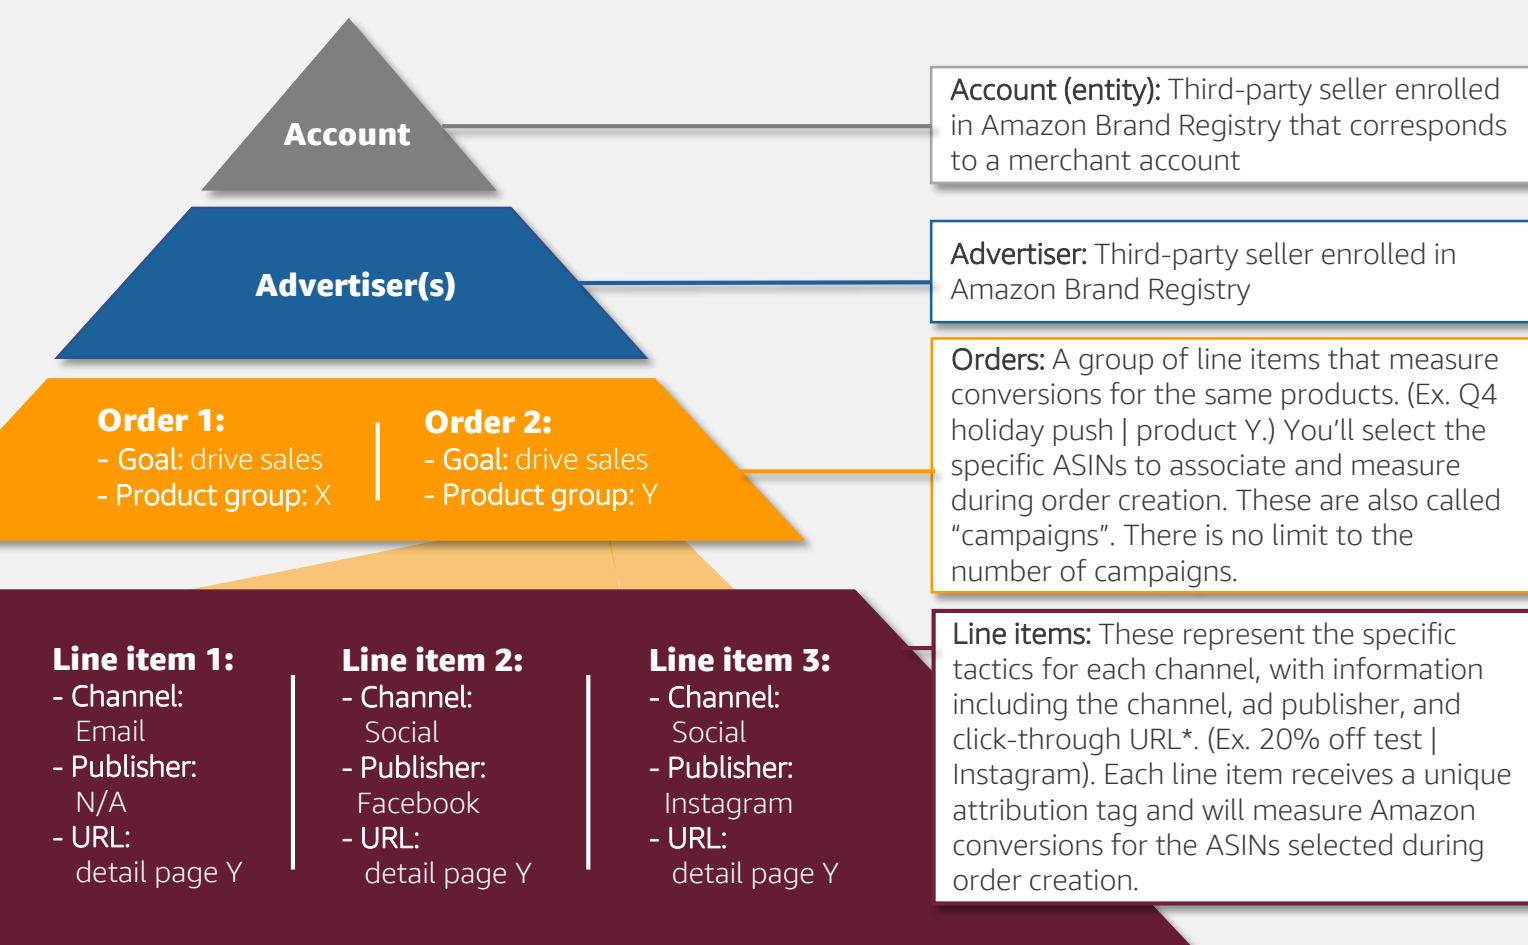 Account
Account (entity): Third-party seller enrolled
in Amazon Brand Registry that corresponds
to a merchant account
Advertiser(s)
Advertiser: Third-party seller enrolled in
Amazon Brand Registry
Order 1:
- Goal: drive sales
- Product group: X
Order 2:
- Goal: drive sales
- Product group: Y
Orders: A group of line items that measure
conversions for the same products. (Ex. Q4
holiday push | product Y.) You’ll select the
specific ASINs to associate and measure
during order creation. These are also called
“campaigns”. There is no limit to the
number of campaigns.
Line item 1:
- Channel:
Email
- Publisher:
N/A
- URL:
detail page Y
Line item 2:
- Channel:
Social
- Publisher:
Facebook
- URL:
detail page Y
Line item 3:
- Channel:
Social
- Publisher:
Instagram
- URL:
detail page Y
Line items: These represent the specific
tactics for each channel, with information
including the channel, ad publisher, and
click-through URL*. (Ex. 20% off test |
Instagram). Each line item receives a unique
attribution tag and will measure Amazon
conversions for the ASINs selected during
order creation.